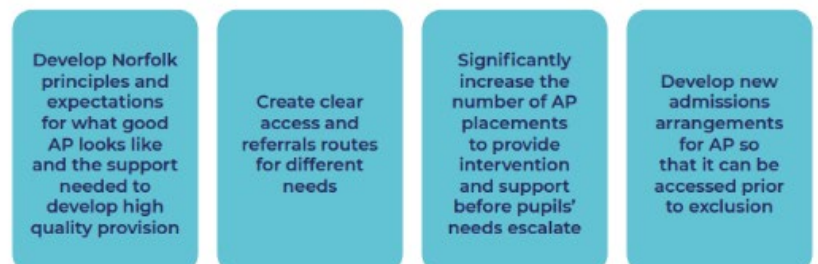 Develop Norfolk
principles and
expectations
for what good
AP looks like
and the support
needed to
develop high
quality provision
Create clear
access and
referrals routes
for different
needs
Significantly
increase the
number of AP
placements
to provide
intervention
and support
before pupils'
needs escalate
Develop new
admissions
arrangements
for AP so
that it can be
accessed prior
to exclusion